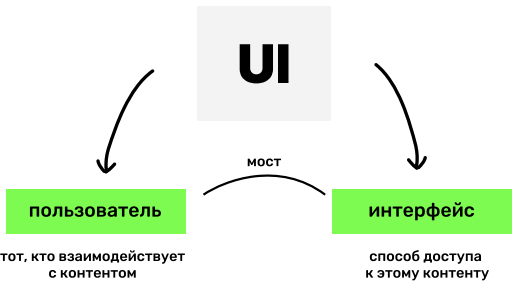 UI
мост
пользователь
интерфейс
тот, кто взаимодействует
с контентом
способ доступа
к этому контенту